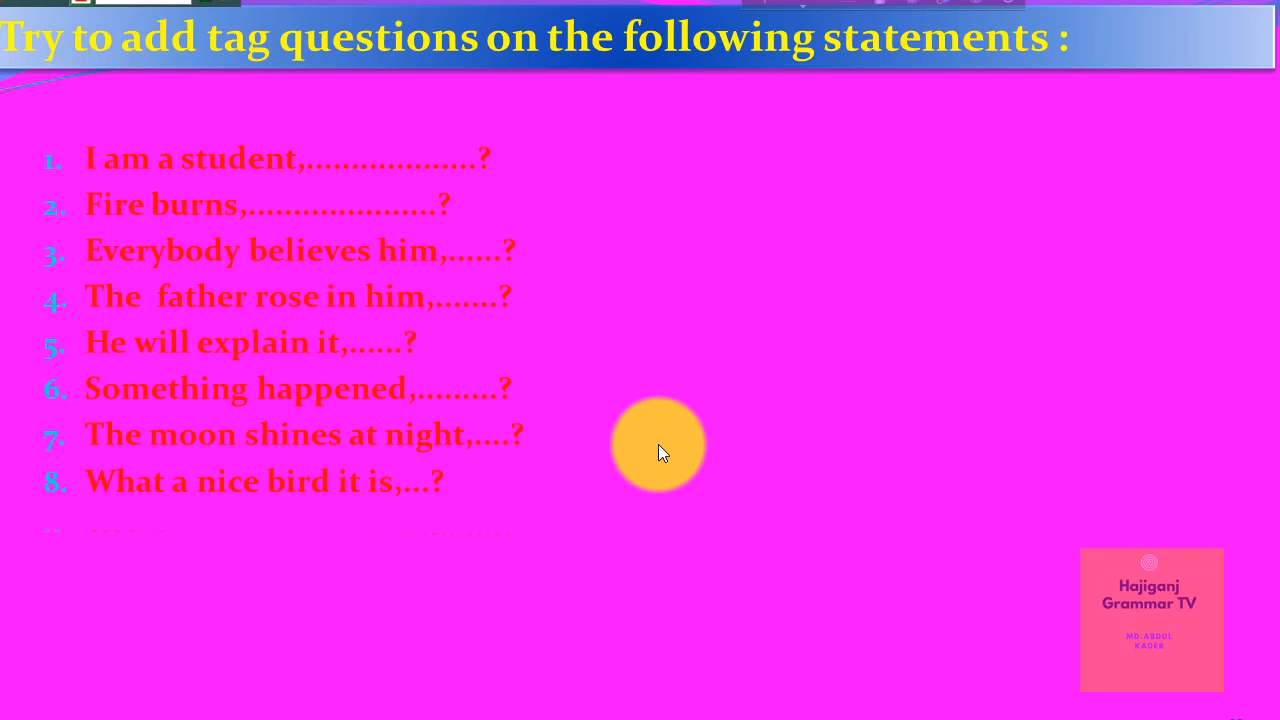 Try to add tag questions on the following statements :
1. I am a student,...................?
2. Fire burns,.....................?
3. Everybody believes him,......?
4. The father rose in him,.......?
5. He will explain it,......?
6. Something happened,.........?
7. The moon shines at night,....?
8. What a nice bird it is,...?
Hajiganj
Grammar TV
MD.ABDUL
KADER